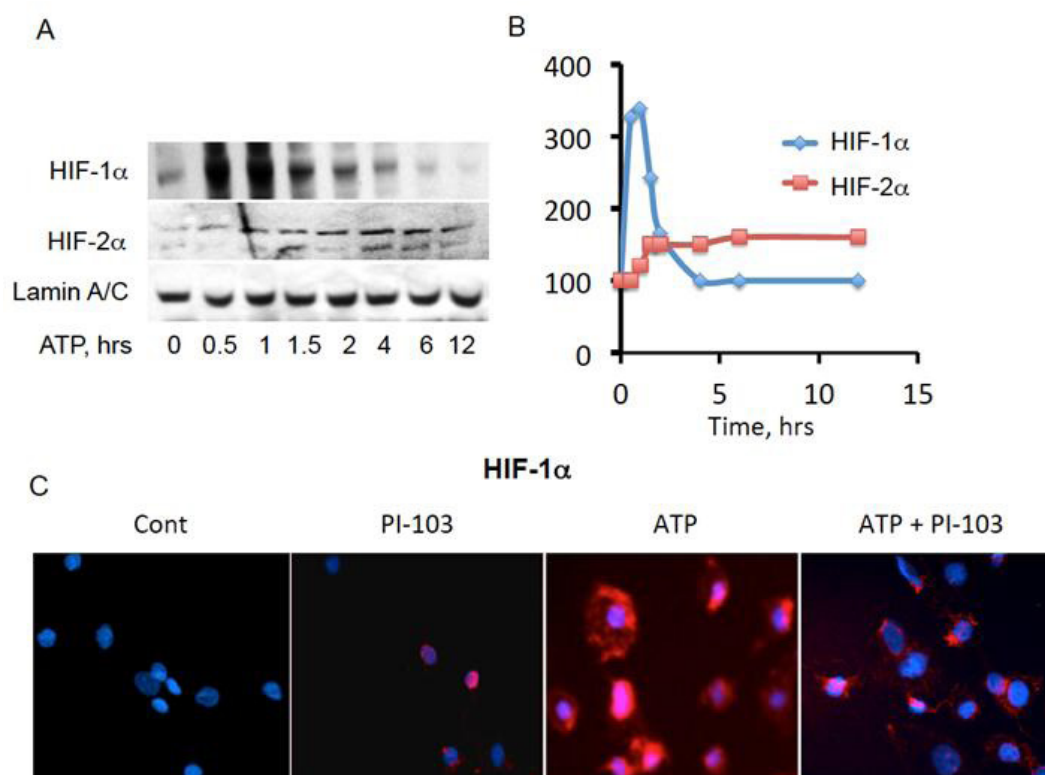 A
HIF-1α
HIF-2α
Lamin A/C
ATP, hrs 0 0.5 1 1.5 2 4 6 12
B
400
300
200
100
0
0 5 10 15
Time, hrs
HIF-1α
HIF-2α
HIF-1α
C
Cont PI-103 ATP ATP + PI-103